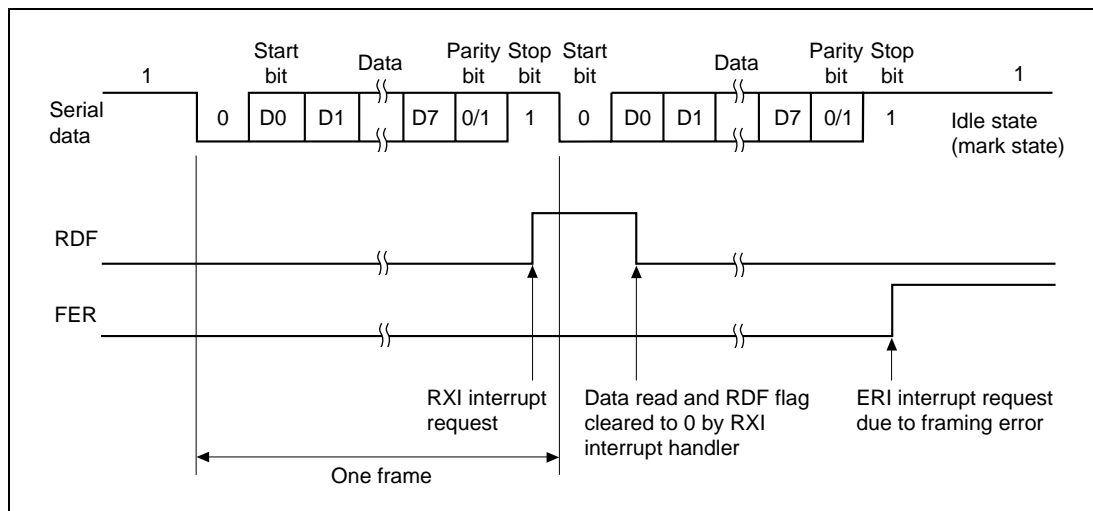 Start bit
Data
Parity bit
Stop bit
Start bit
Data
Parity bit
Stop bit
1
1
Serial data
0 D0 D1 D7 0/1 1 0 D0 D1 D7 0/1 1
Idle state
(mark state)
RDF
FER
RXI interrupt
request
Data read and RDF flag
cleared to 0 by RXI
interrupt handler
ERI interrupt request
due to framing error
One frame